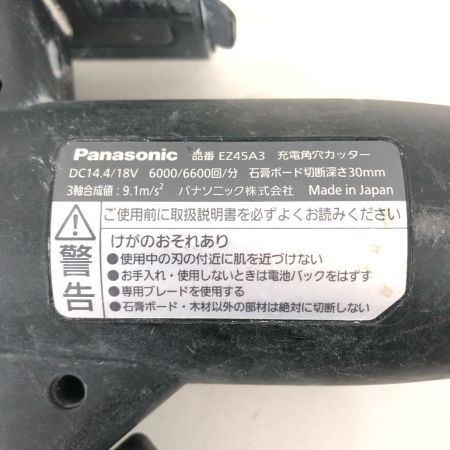 Panasonic 品番 EZ45A3 充電角穴カッター
DC14.4/18V 6000/6600回/分 石膏ボード切断深さ30mm
3軸合成値：9.1m/s² パナソニック株式会社 Made in Japan
ご使用前に取扱説明書を必ずよくお読みください
警告
けがのおそれあり
●使用中の刃の付近に肌を近づけない
●お手入れ・使用しないときは電池パックをはずす
●専用ブレードを使用する
●石膏ボード・木材以外の部材は絶対に切断しない